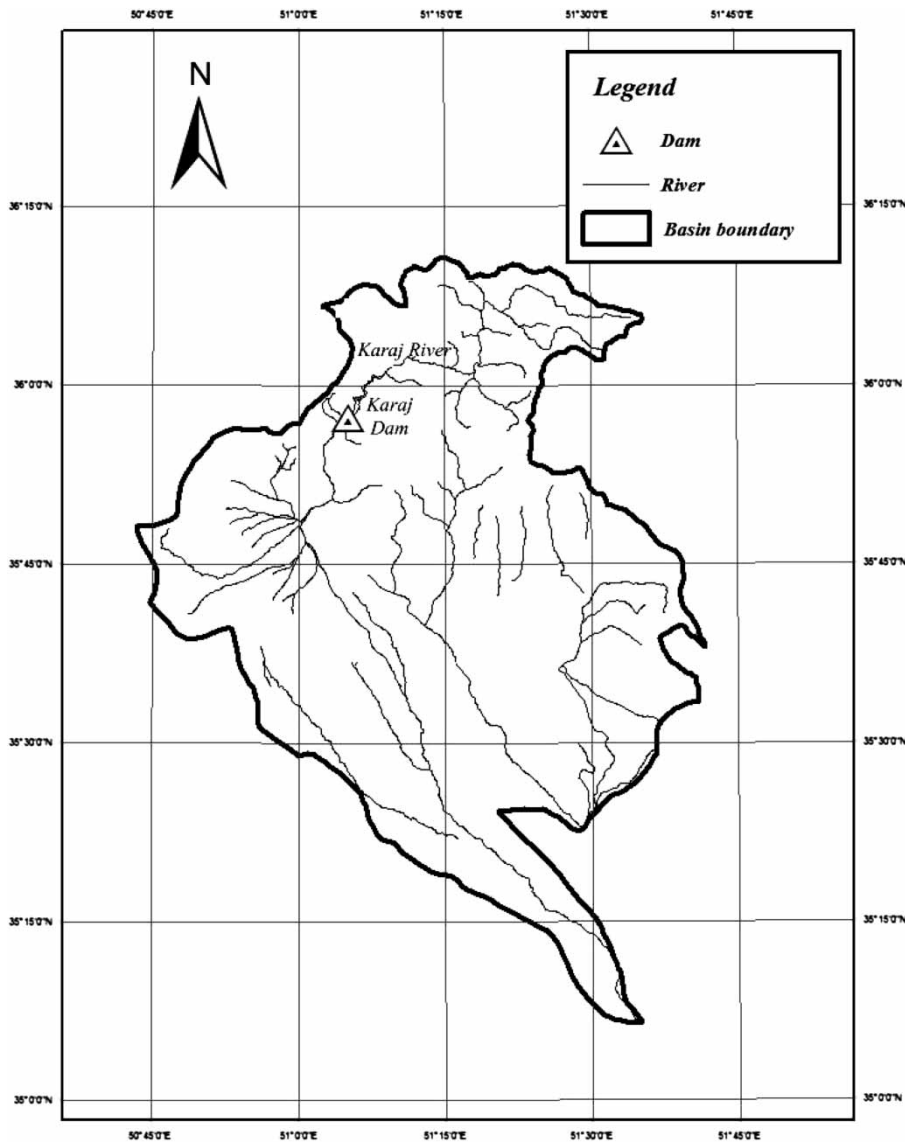 50°45'0"E 51°0'0"E 51°15'0"E 51°30'0"E 51°45'0"E
N
Legend
Dam
River
Basin boundary
36°15'0"N 36°15'0"N
Karaj River
36°0'0"N 36°0'0"N
Karaj
Dam
35°45'0"N 35°45'0"N
35°30'0"N 35°30'0"N
35°15'0"N 35°15'0"N
35°0'0"N 35°0'0"N
50°45'0"E 51°0'0"E 51°15'0"E 51°30'0"E 51°45'0"E